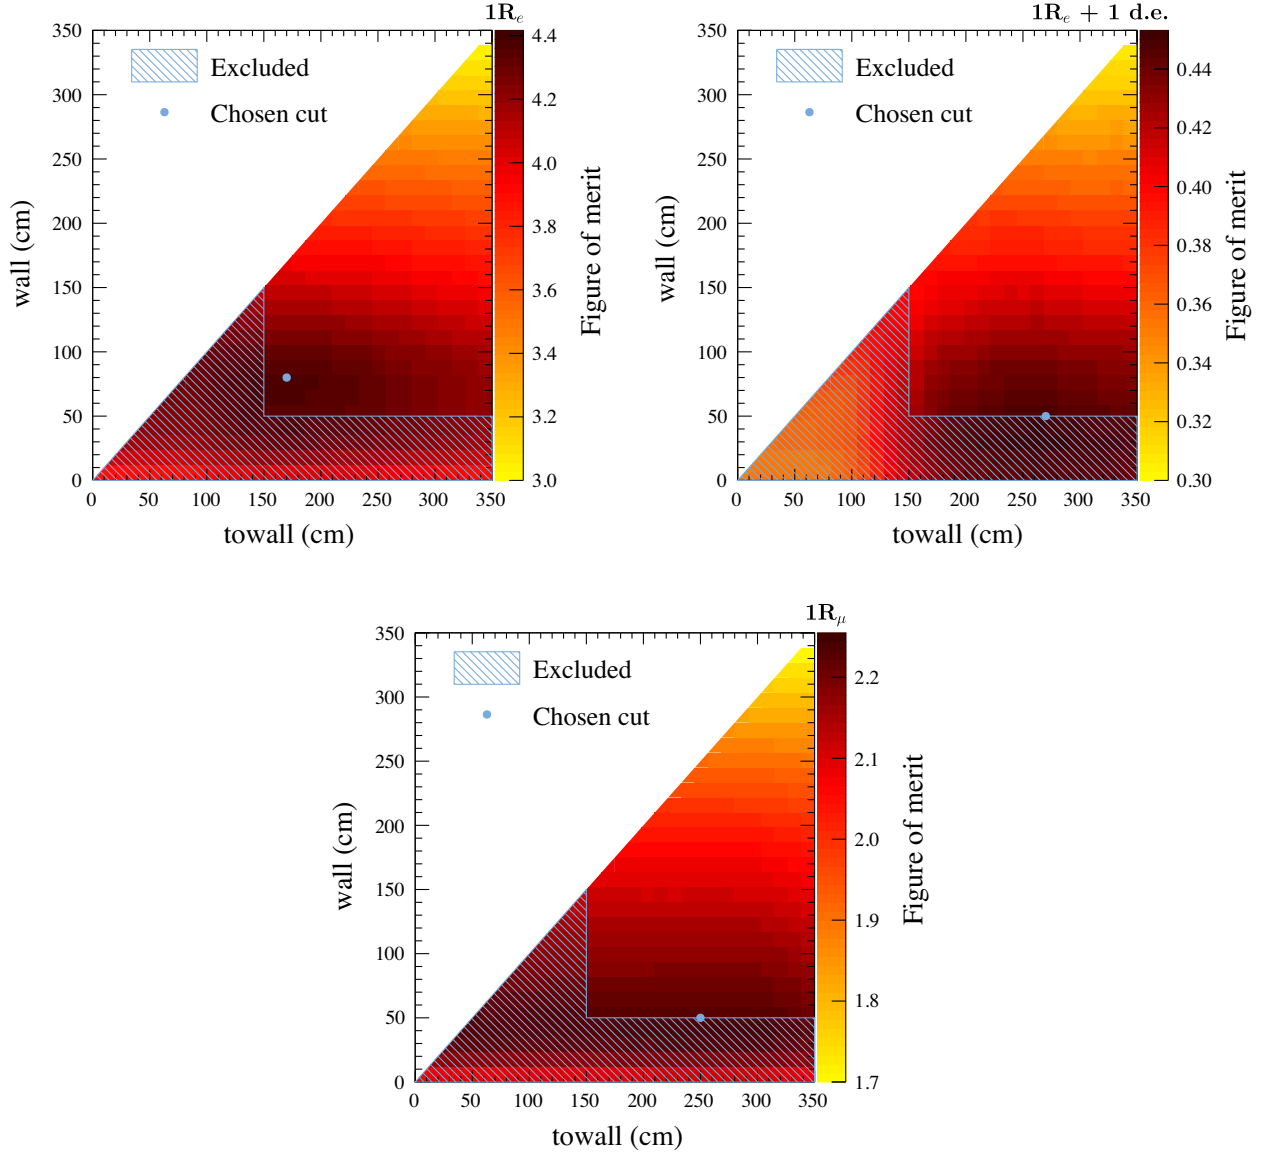 1Rₑ
350
300
250
200
150
100
50
0
wall (cm)
Excluded
Chosen cut
0 50 100 150 200 250 300 350
towall (cm)
4.4
4.2
4.0
3.8
3.6
3.4
3.2
3.0
Figure of merit
1Rₑ + 1 d.e.
350
300
250
200
150
100
50
0
wall (cm)
Excluded
Chosen cut
0 50 100 150 200 250 300 350
towall (cm)
0.44
0.42
0.40
0.38
0.36
0.34
0.32
0.30
Figure of merit
1R_μ
350
300
250
200
150
100
50
0
wall (cm)
Excluded
Chosen cut
0 50 100 150 200 250 300 350
towall (cm)
2.2
2.1
2.0
1.9
1.8
1.7
Figure of merit